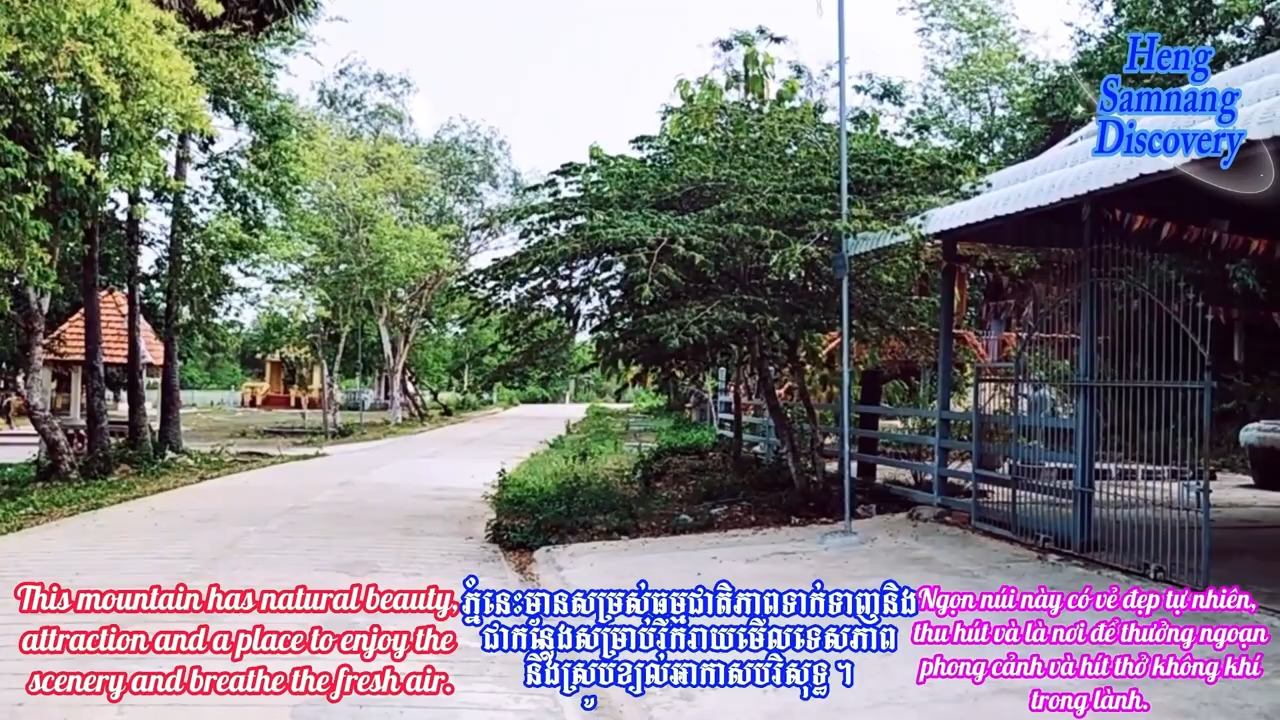 Heng
Samnang
Discovery
This mountain has natural beauty,
attraction and a place to enjoy the
scenery and breathe the fresh air.
ភ្នំនេះមានសម្រស់ធម្មជាតិភាពទាក់ទាញនិង
ជាកន្លែងសម្រាប់រីករាយមើលទេសភាព
និងស្រូបខ្យល់អាកាសបរិសុទ្ធ។
Ngọn núi này có vẻ đẹp tự nhiên,
thu hút và là nơi để thưởng ngoạn
phong cảnh và hít thở không khí
trong lành.